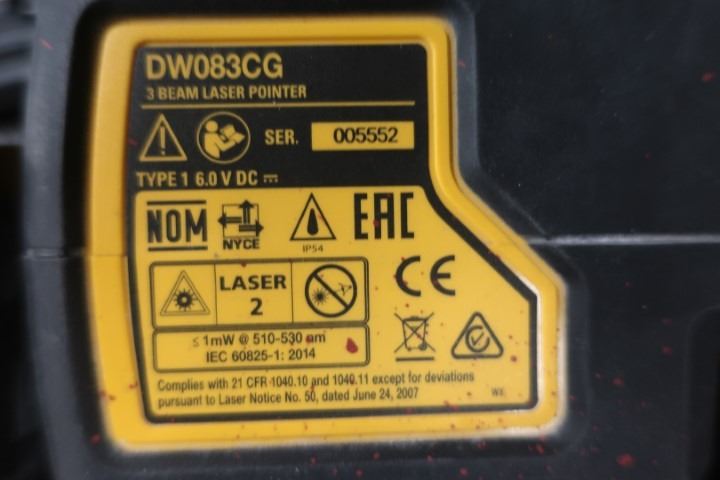 DW083CG
3 BEAM LASER POINTER
SER. 005552
TYPE 1 6.0 V DC
NOM
NYCE
IP54
EAC
CE
LASER
2
≤ 1mW @ 510-530 nm
IEC 60825-1: 2014
Complies with 21 CFR 1040.10 and 1040.11 except for deviations
pursuant to Laser Notice No. 50, dated June 24, 2007